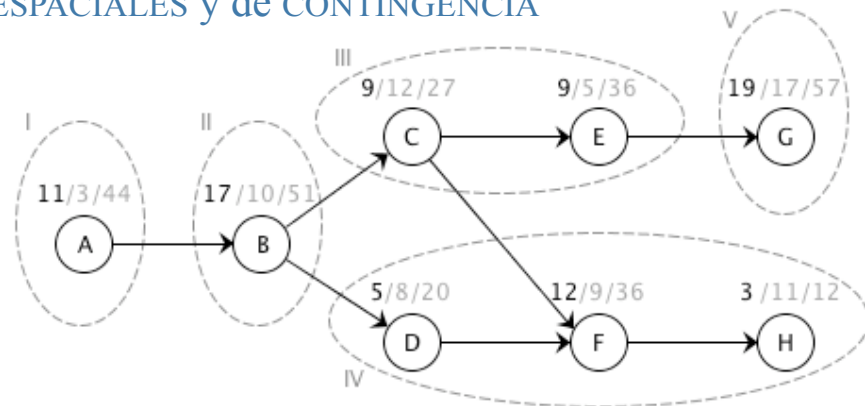 ESPACIALES y de CONTINGENCIA
V
III
9/12/27
9/5/36
19/17/57
I
II
C
E
G
11/3/44
17/10/51
A
B
5/8/20
12/9/36
3/11/12
D
F
H
IV